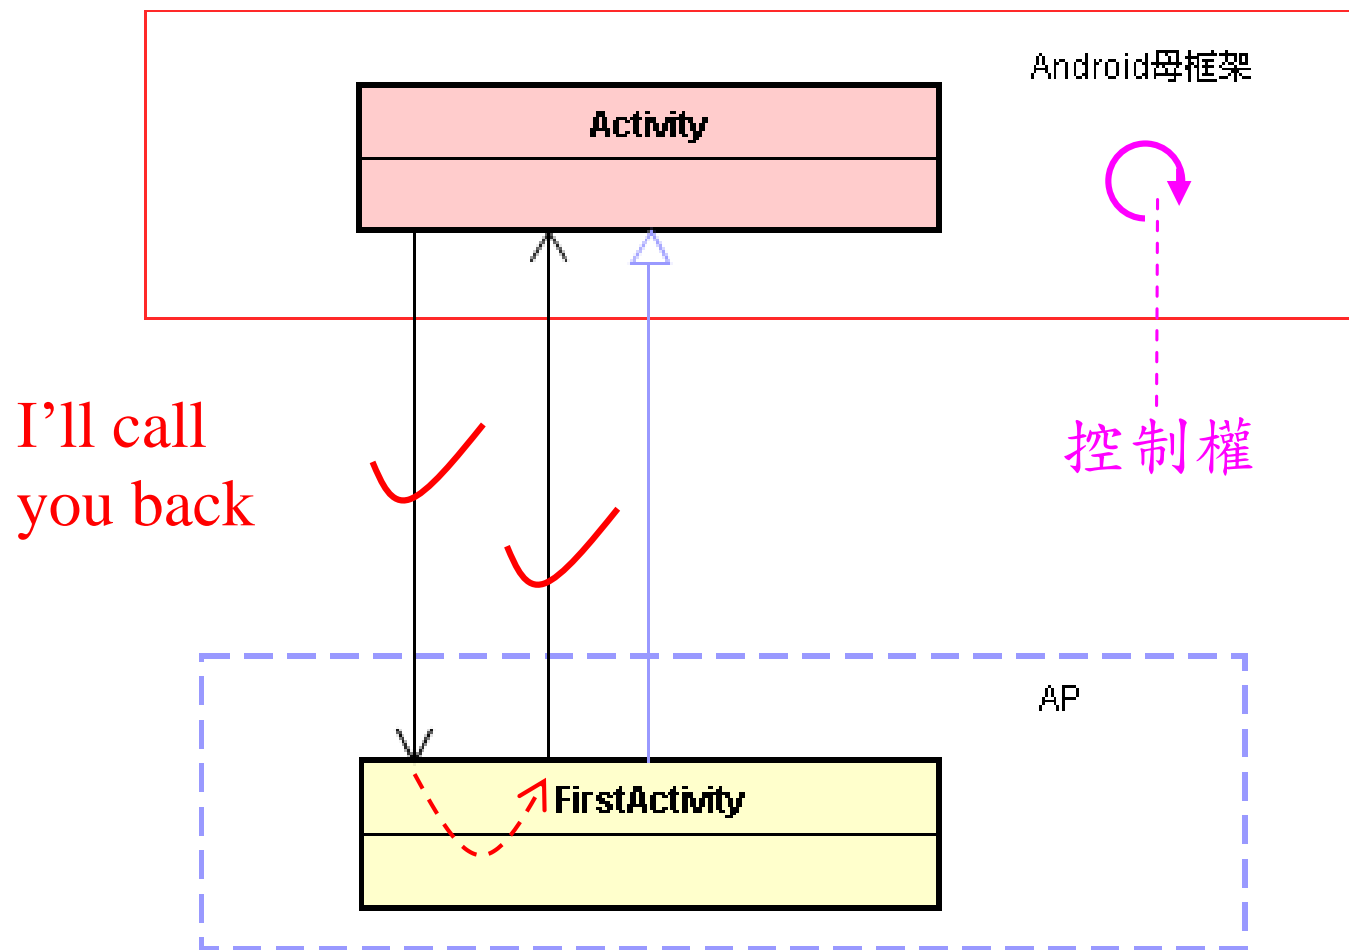 Android母框架
Activity
I’ll call
you back
控制權
AP
FirstActivity